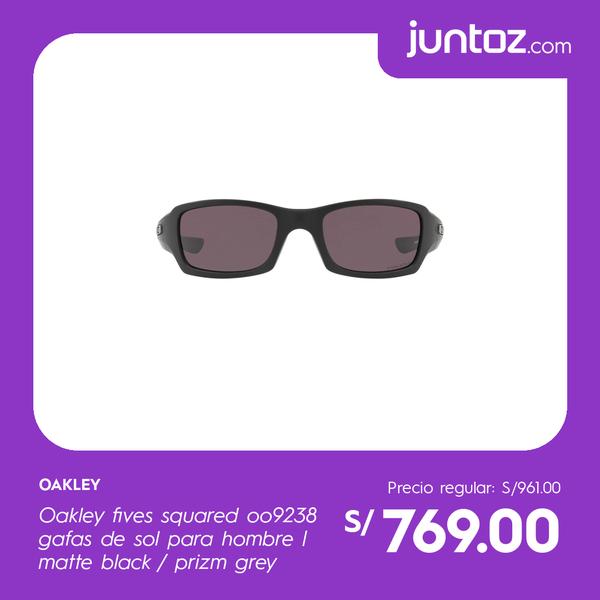 juntoz.com
OAKLEY
Oakley fives squared oo9238
gafas de sol para hombre |
matte black / prizm grey
Precio regular: S/961.00
S/769.00